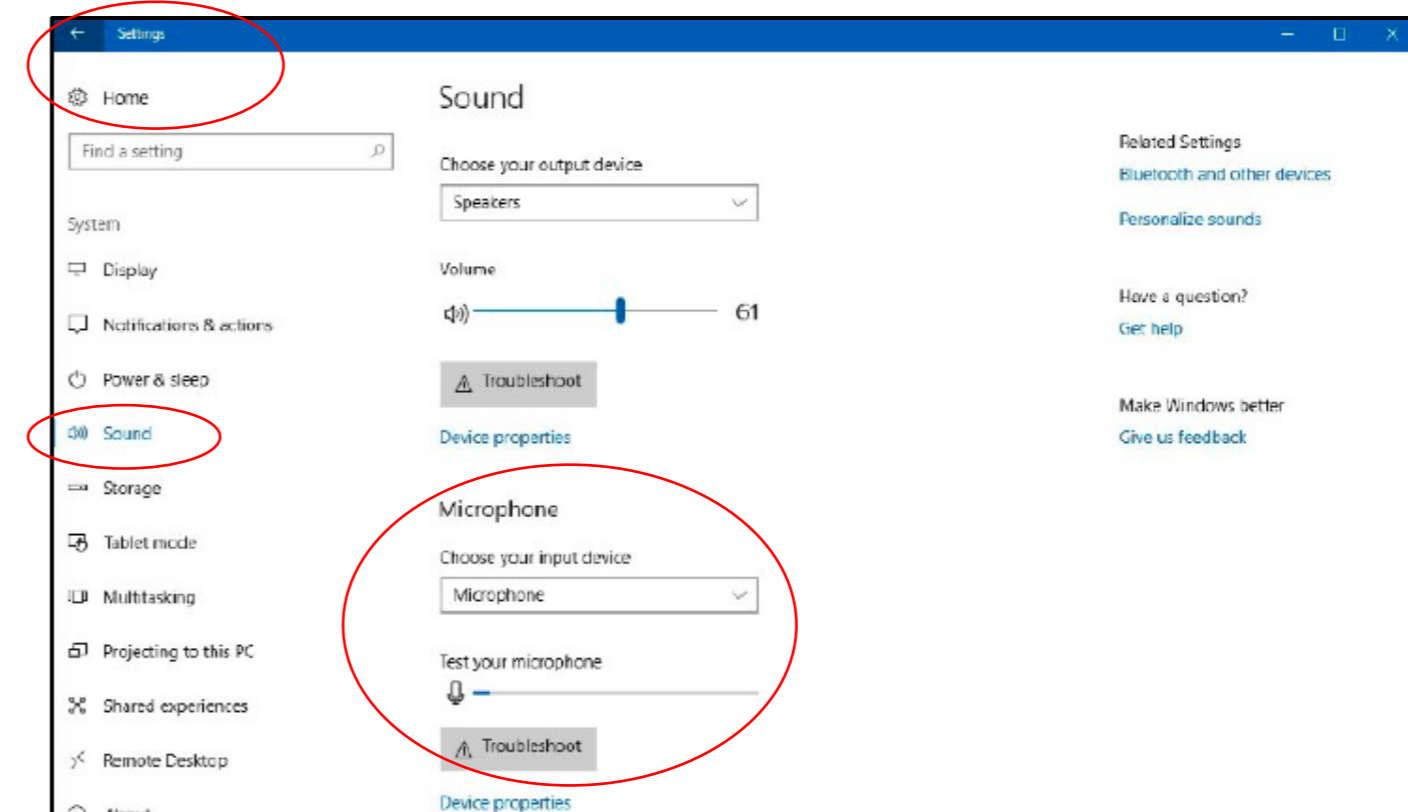 Settings
Home
Find a setting
System
Display
Notifications & actions
Power & sleep
Sound
Storage
Tablet mode
Multitasking
Projecting to this PC
Shared experiences
Remote Desktop
About
Sound
Choose your output device
Speakers
Volume
61
Troubleshoot
Device properties
Microphone
Choose your input device
Microphone
Test your microphone
Troubleshoot
Device properties
Related Settings
Bluetooth and other devices
Personalize sounds
Have a question?
Get help
Make Windows better
Give us feedback